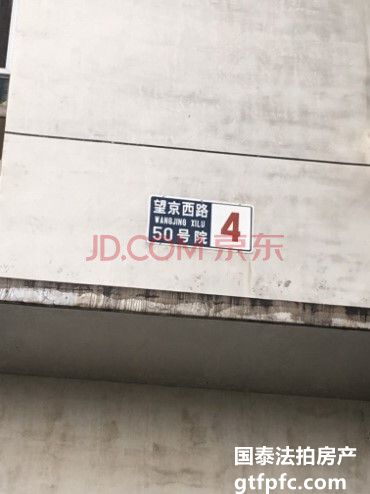 望京西路
WANGJING XILU
50号院
4
JD.COM 京东
国泰法拍房产
gtfpfc.com